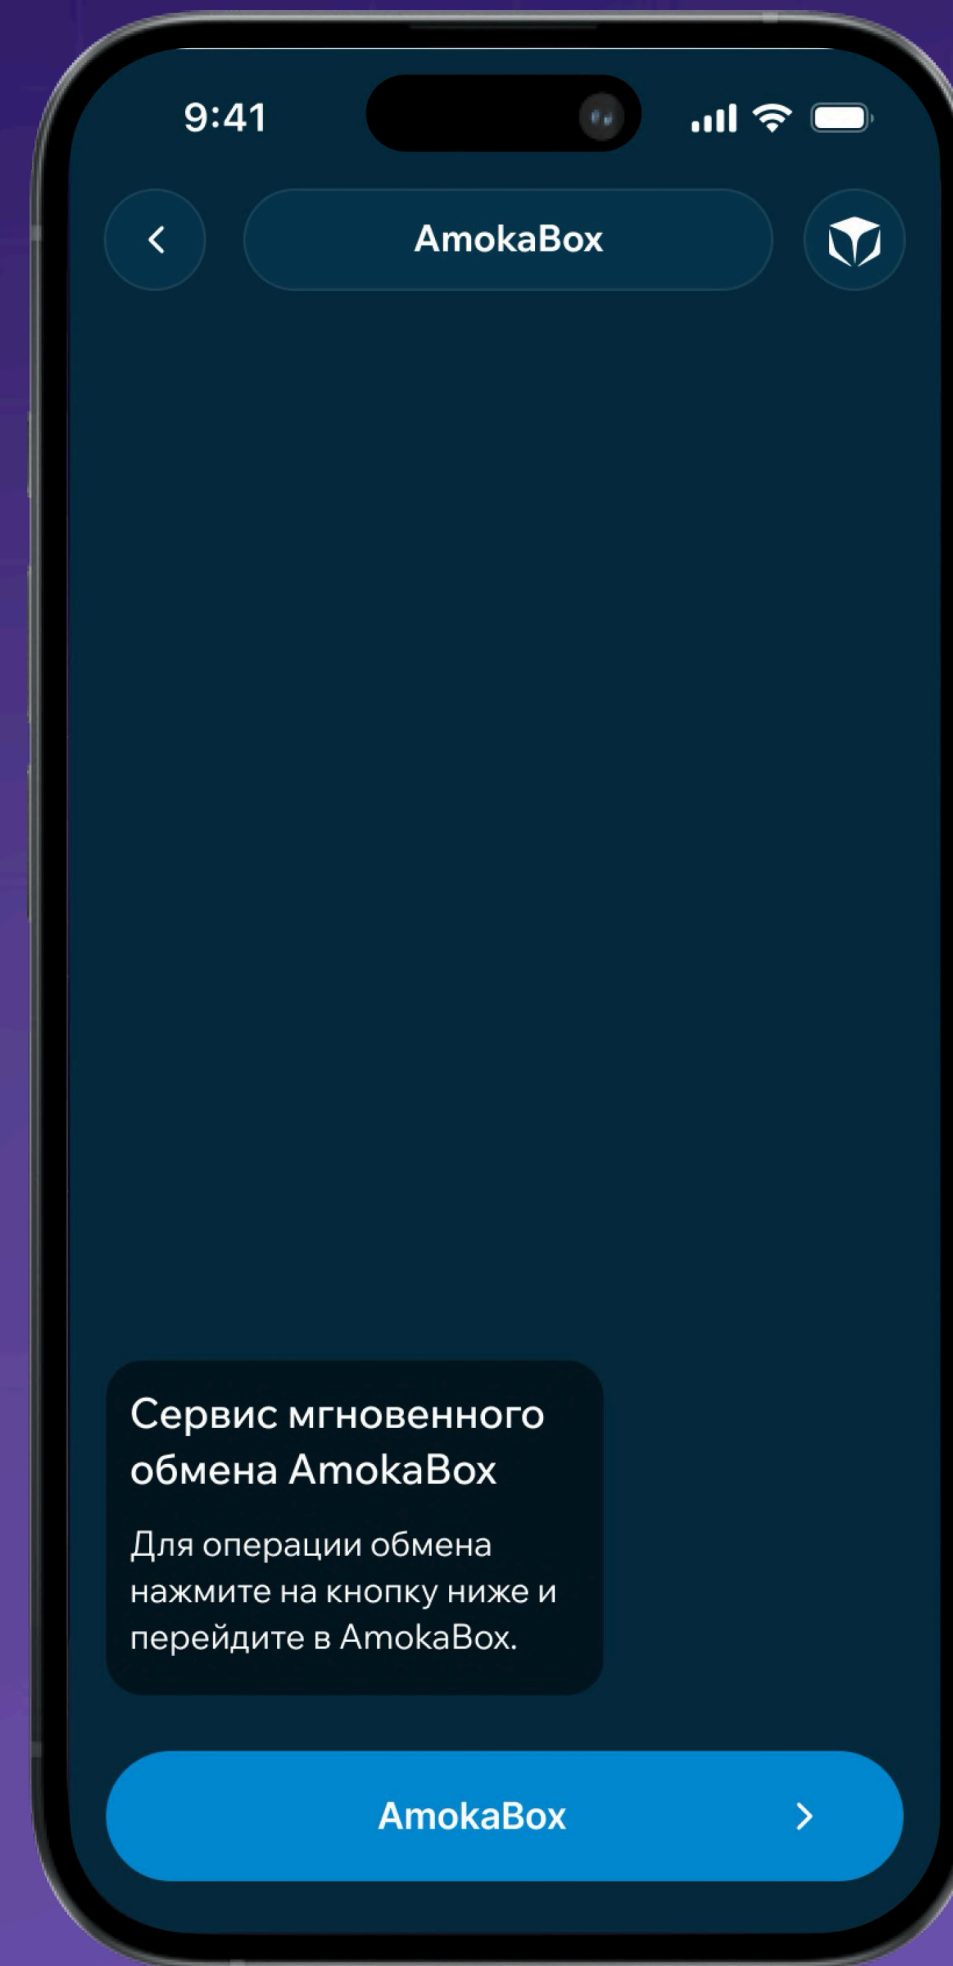 9:41
AmokaBox
Сервис мгновенного
обмена AmokaBox
Для операции обмена
нажмите на кнопку ниже и
перейдите в AmokaBox.
AmokaBox